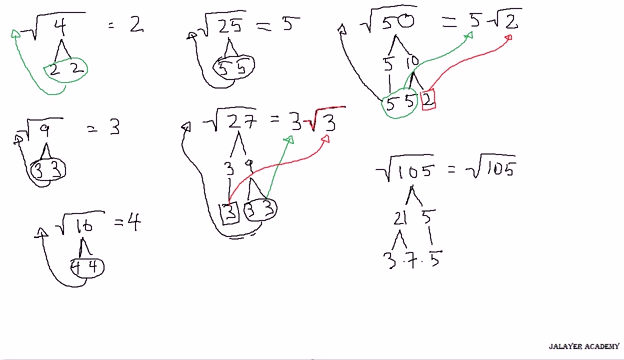 √4 = 2
2 2
√25 = 5
5 5
√50 = 5√2
5 10
5 5 2
√9 = 3
3 3
√27 = 3√3
3 9
3 3 3
√16 = 4
4 4
√105 = √105
21 5
3 · 7 · 5
JALAYER ACADEMY